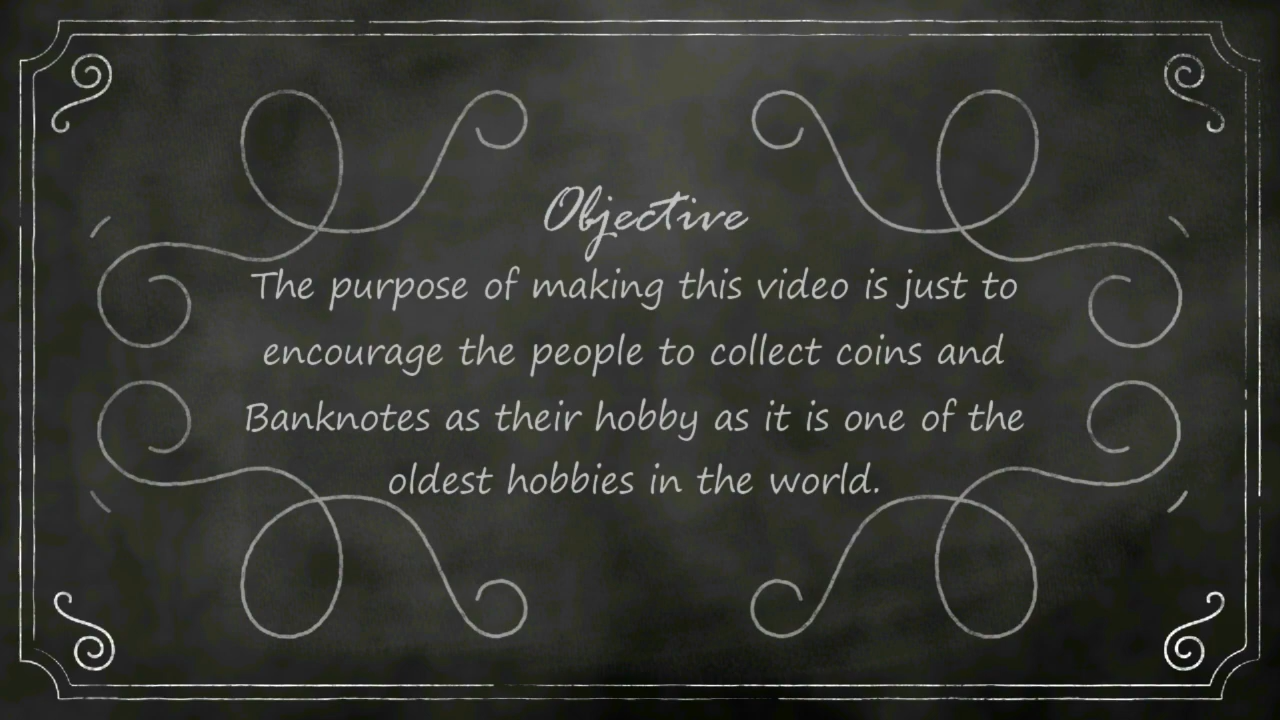 Objective
The purpose of making this video is just to
encourage the people to collect coins and
Banknotes as their hobby as it is one of the
oldest hobbies in the world.